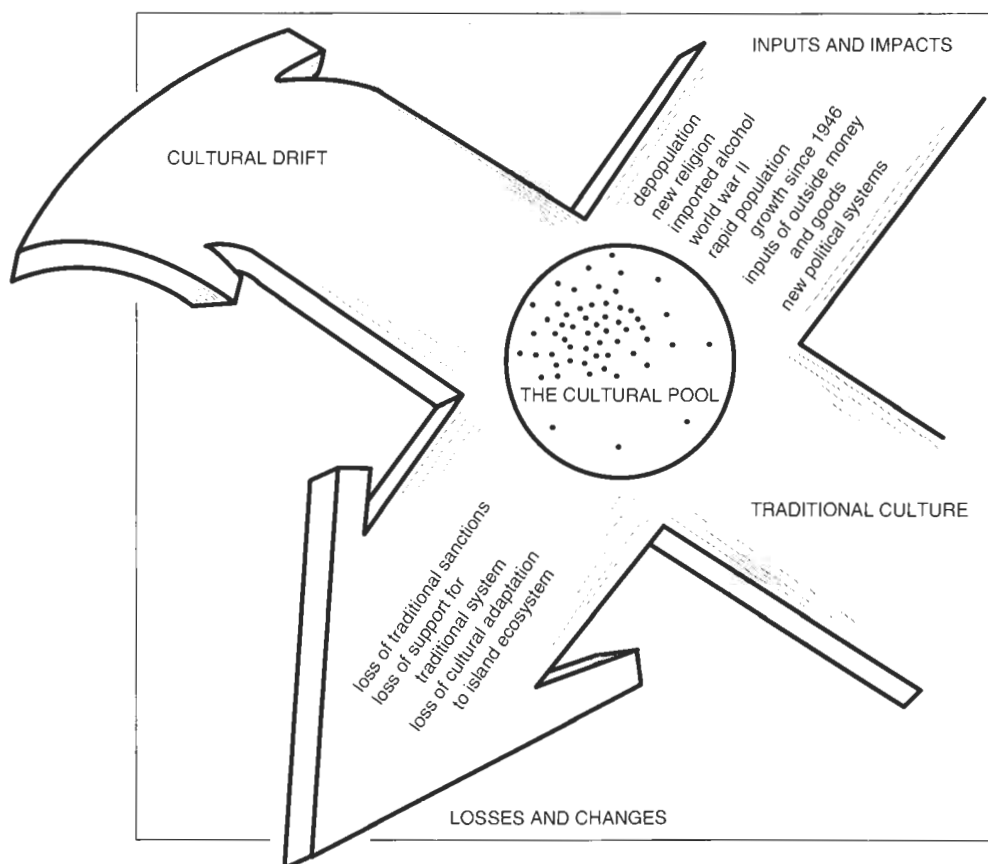 INPUTS AND IMPACTS
CULTURAL DRIFT
depopulation
new religion
imported alcohol
world war II
rapid population
growth since 1946
inputs of outside money
and goods
new political systems
THE CULTURAL POOL
TRADITIONAL CULTURE
loss of traditional sanctions
loss of support for
traditional system
loss of cultural adaptation
to island ecosystem
LOSSES AND CHANGES